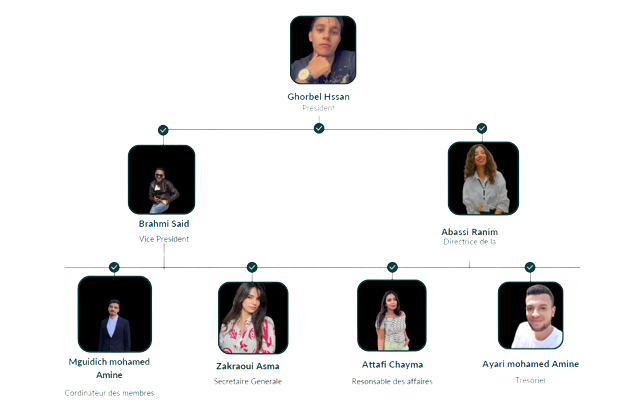 Ghorbel Hssan
Président
Brahmi Said
Vice President
Abassi Ranim
Directrice de la
Mguidich mohamed
Amine
Cordinateur des membres
Zakraoui Asma
Secretaire Generale
Attafi Chayma
Resonsable des affaires
Ayari mohamed Amine
Tresorier